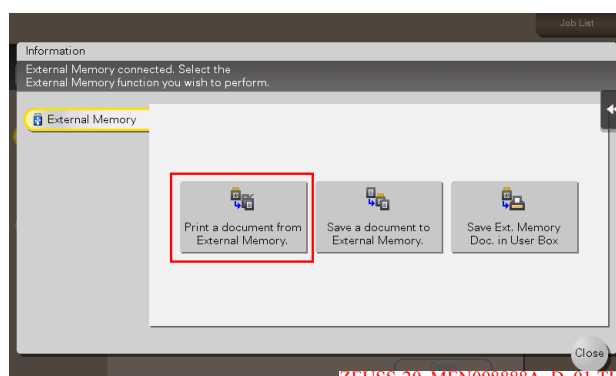 Job List
Information
External Memory connected. Select the
External Memory function you wish to perform.
External Memory
Print a document from
External Memory.
Save a document to
External Memory.
Save Ext. Memory
Doc. in User Box
Close